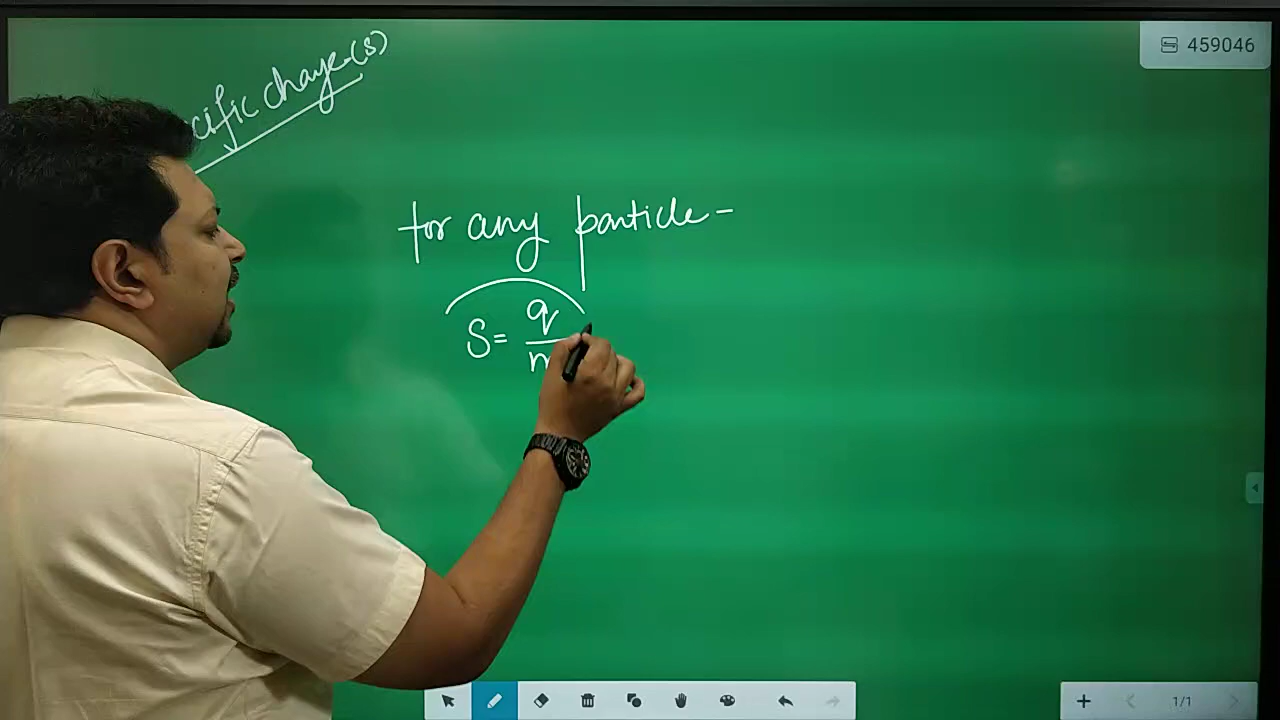 459046
cific charge (s)
for any particle -
S = q/m
1/1